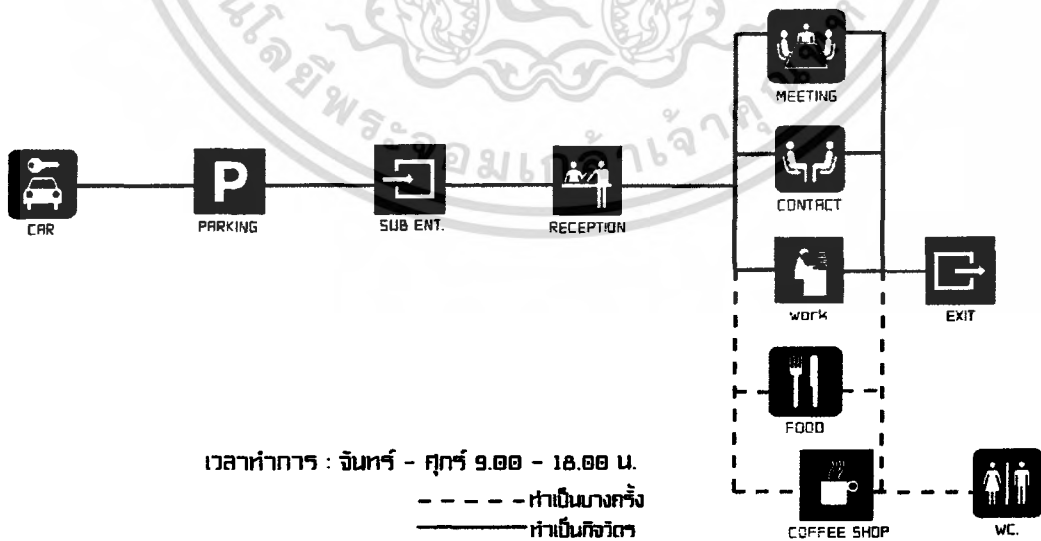 MEETING
CAR
P
PARKING
SUB ENT.
RECEPTION
CONTACT
work
EXIT
FOOD
เวลาทำการ : จันทร์ - ศุกร์ 9.00 - 18.00 น.
ทำเป็นบางครั้ง
ทำเป็นกิจวัตร
COFFEE SHOP
WC.